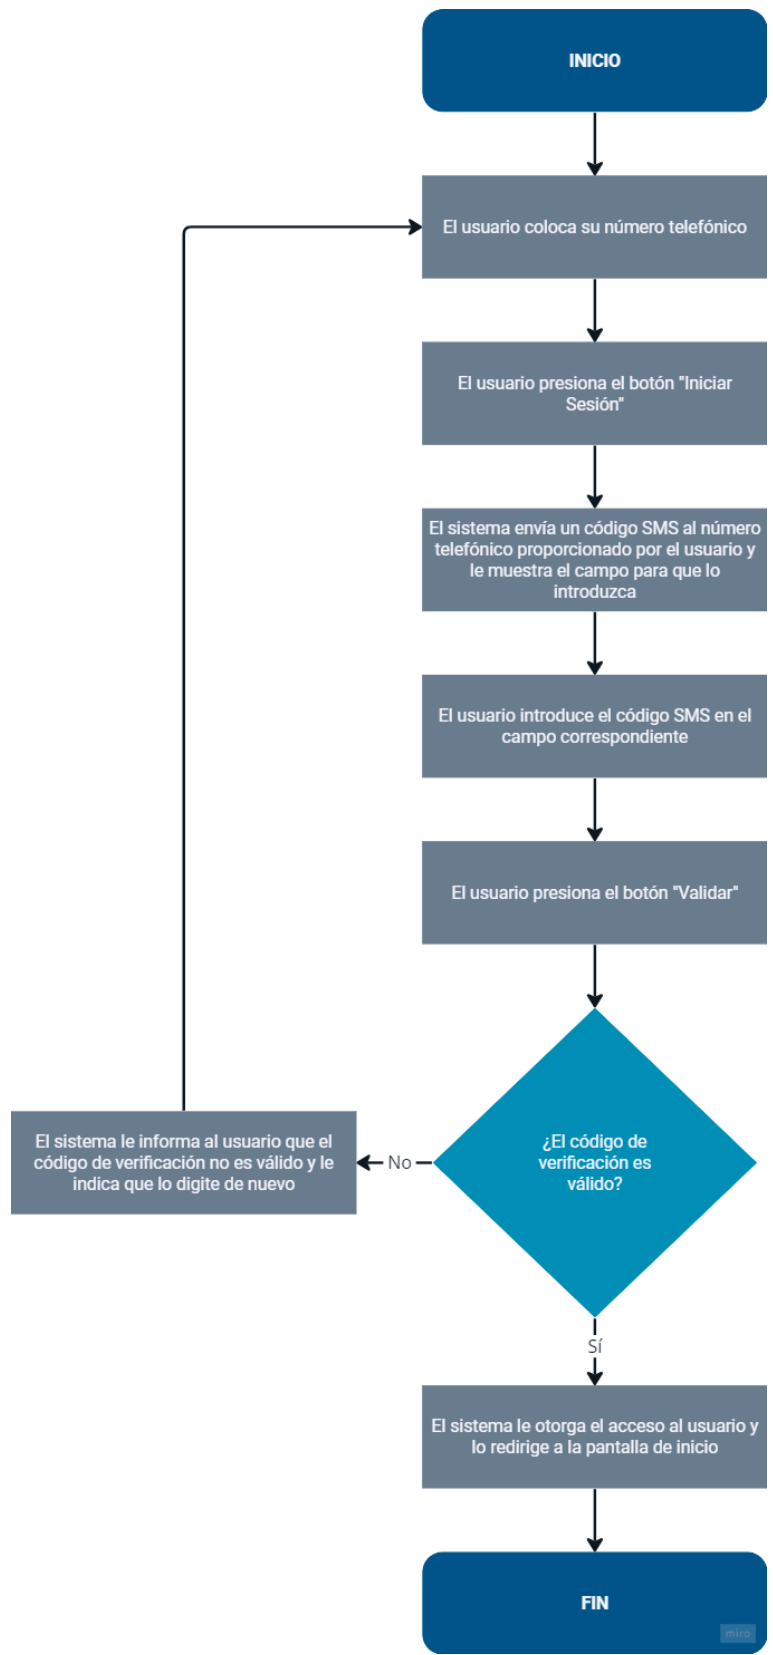 INICIO
El usuario coloca su número telefónico
El usuario presiona el botón "Iniciar
Sesión"
El sistema envía un código SMS al número
telefónico proporcionado por el usuario y
le muestra el campo para que lo
introduzca
El usuario introduce el código SMS en el
campo correspondiente
El usuario presiona el botón "Validar"
¿El código de
verificación es
válido?
No
El sistema le informa al usuario que el
código de verificación no es válido y le
indica que lo digite de nuevo
Sí
El sistema le otorga el acceso al usuario y
lo redirige a la pantalla de inicio
FIN
miro